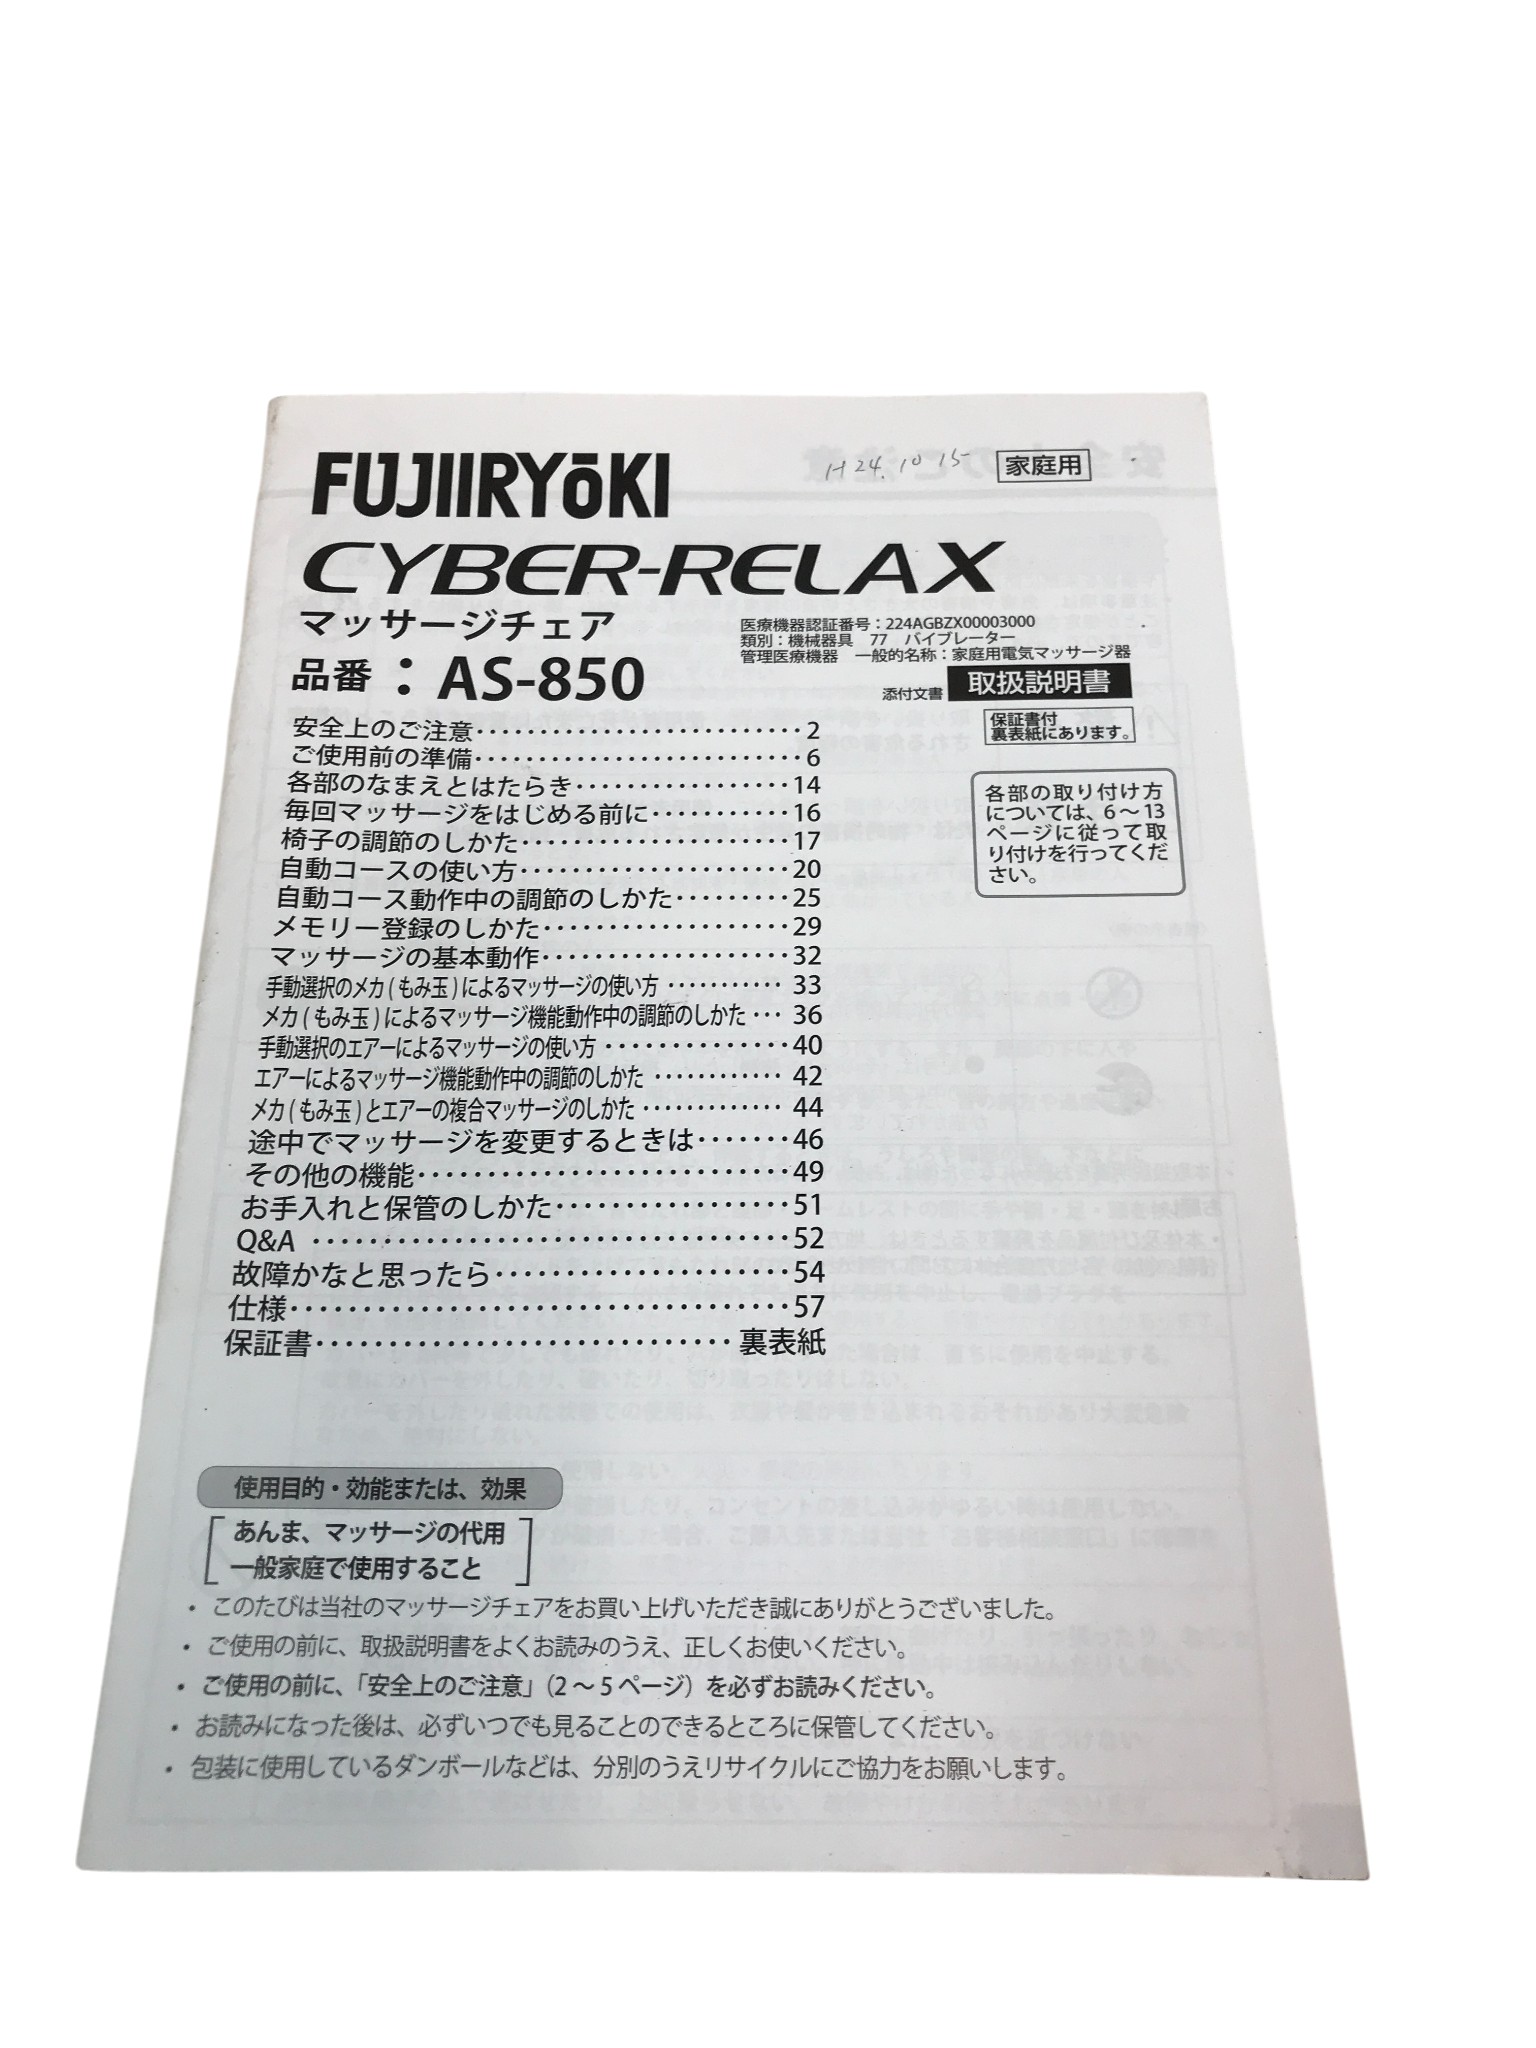 FUJIIRYōKI
H24.10 15
家庭用
CYBER-RELAX
マッサージチェア
品番：AS-850
医療機器認証番号：224AGBZX00003000
類別：機械器具　77　バイブレーター
管理医療機器　一般的名称：家庭用電気マッサージ器
添付文書 取扱説明書
保証書付
裏表紙にあります。
各部の取り付け方
については、6～13
ページに従って取
り付けを行ってくだ
さい。
安全上のご注意・・・・・・・・・・・・・・・・・・・・・・・・2
ご使用前の準備・・・・・・・・・・・・・・・・・・・・・・・・6
各部のなまえとはたらき・・・・・・・・・・・・・・・・・14
毎回マッサージをはじめる前に・・・・・・・・・・・16
椅子の調節のしかた・・・・・・・・・・・・・・・・・・・・・17
自動コースの使い方・・・・・・・・・・・・・・・・・・・・・20
自動コース動作中の調節のしかた・・・・・・・・・25
メモリー登録のしかた・・・・・・・・・・・・・・・・・・・29
マッサージの基本動作・・・・・・・・・・・・・・・・・・・32
手動選択のメカ(もみ玉)によるマッサージの使い方・・・・・・・・・・・33
メカ(もみ玉)によるマッサージ機能動作中の調節のしかた・・・36
手動選択のエアーによるマッサージの使い方・・・・・・・・・・・・・・40
エアーによるマッサージ機能動作中の調節のしかた・・・・・・・・・・・42
メカ(もみ玉)とエアーの複合マッサージのしかた・・・・・・・・・・・・44
途中でマッサージを変更するときは・・・・・・・46
その他の機能・・・・・・・・・・・・・・・・・・・・・・・・・・・49
お手入れと保管のしかた・・・・・・・・・・・・・・・・・51
Q&A・・・・・・・・・・・・・・・・・・・・・・・・・・・・・・・・・・52
故障かなと思ったら・・・・・・・・・・・・・・・・・・・・・54
仕様・・・・・・・・・・・・・・・・・・・・・・・・・・・・・・・・・・57
保証書・・・・・・・・・・・・・・・・・・・・・・・・・・・・裏表紙
使用目的・効能または、効果
あんま、マッサージの代用
一般家庭で使用すること
・このたびは当社のマッサージチェアをお買い上げいただき誠にありがとうございました。
・ご使用の前に、取扱説明書をよくお読みのうえ、正しくお使いください。
・ご使用の前に、「安全上のご注意」（2～5ページ）を必ずお読みください。
・お読みになった後は、必ずいつでも見ることのできるところに保管してください。
・包装に使用しているダンボールなどは、分別のうえリサイクルにご協力をお願いします。